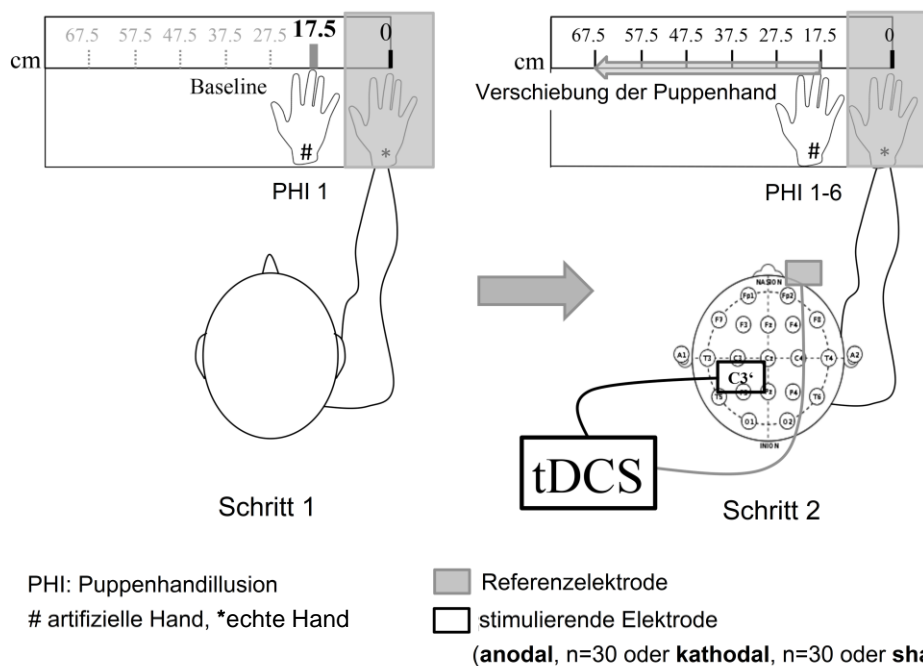 67.5 57.5 47.5 37.5 27.5 17.5 0
cm
Baseline
#
*
PHI 1
Schritt 1
67.5 57.5 47.5 37.5 27.5 17.5 0
cm
Verschiebung der Puppenhand
#
*
PHI 1-6
NASION
Fp1 Fp2
F7 F3 Fz F4 F8
A1 T3 C3 Cz C4 T4 A2
C3'
T5 P3 Pz P4 T6
O1 O2
INION
tDCS
Schritt 2
PHI: Puppenhandillusion
# artifizielle Hand, *echte Hand
Referenzelektrode
stimulierende Elektrode
(anodal, n=30 oder kathodal, n=30 oder sha